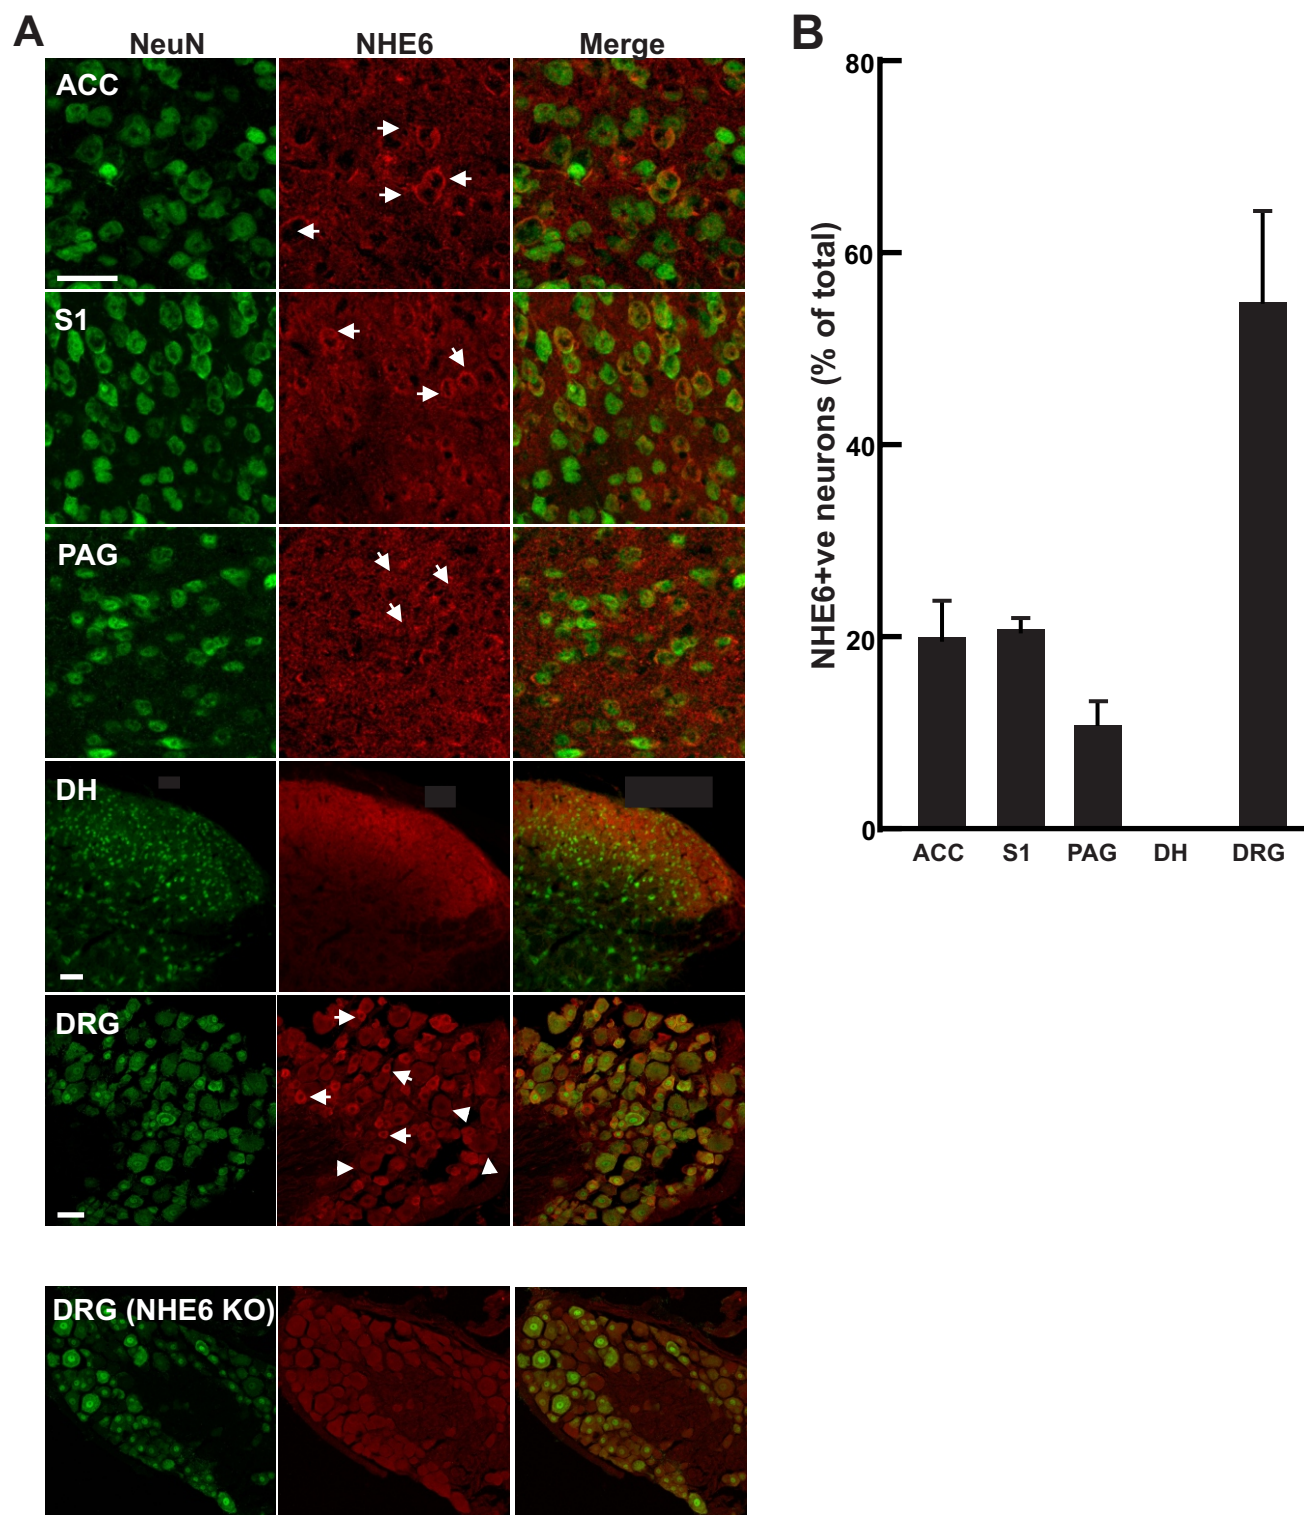 A
NeuN NHE6 Merge
ACC
S1
PAG
DH
DRG
DRG (NHE6 KO)
B
NHE6+ve neurons (% of total)
80
60
40
20
0
ACC S1 PAG DH DRG